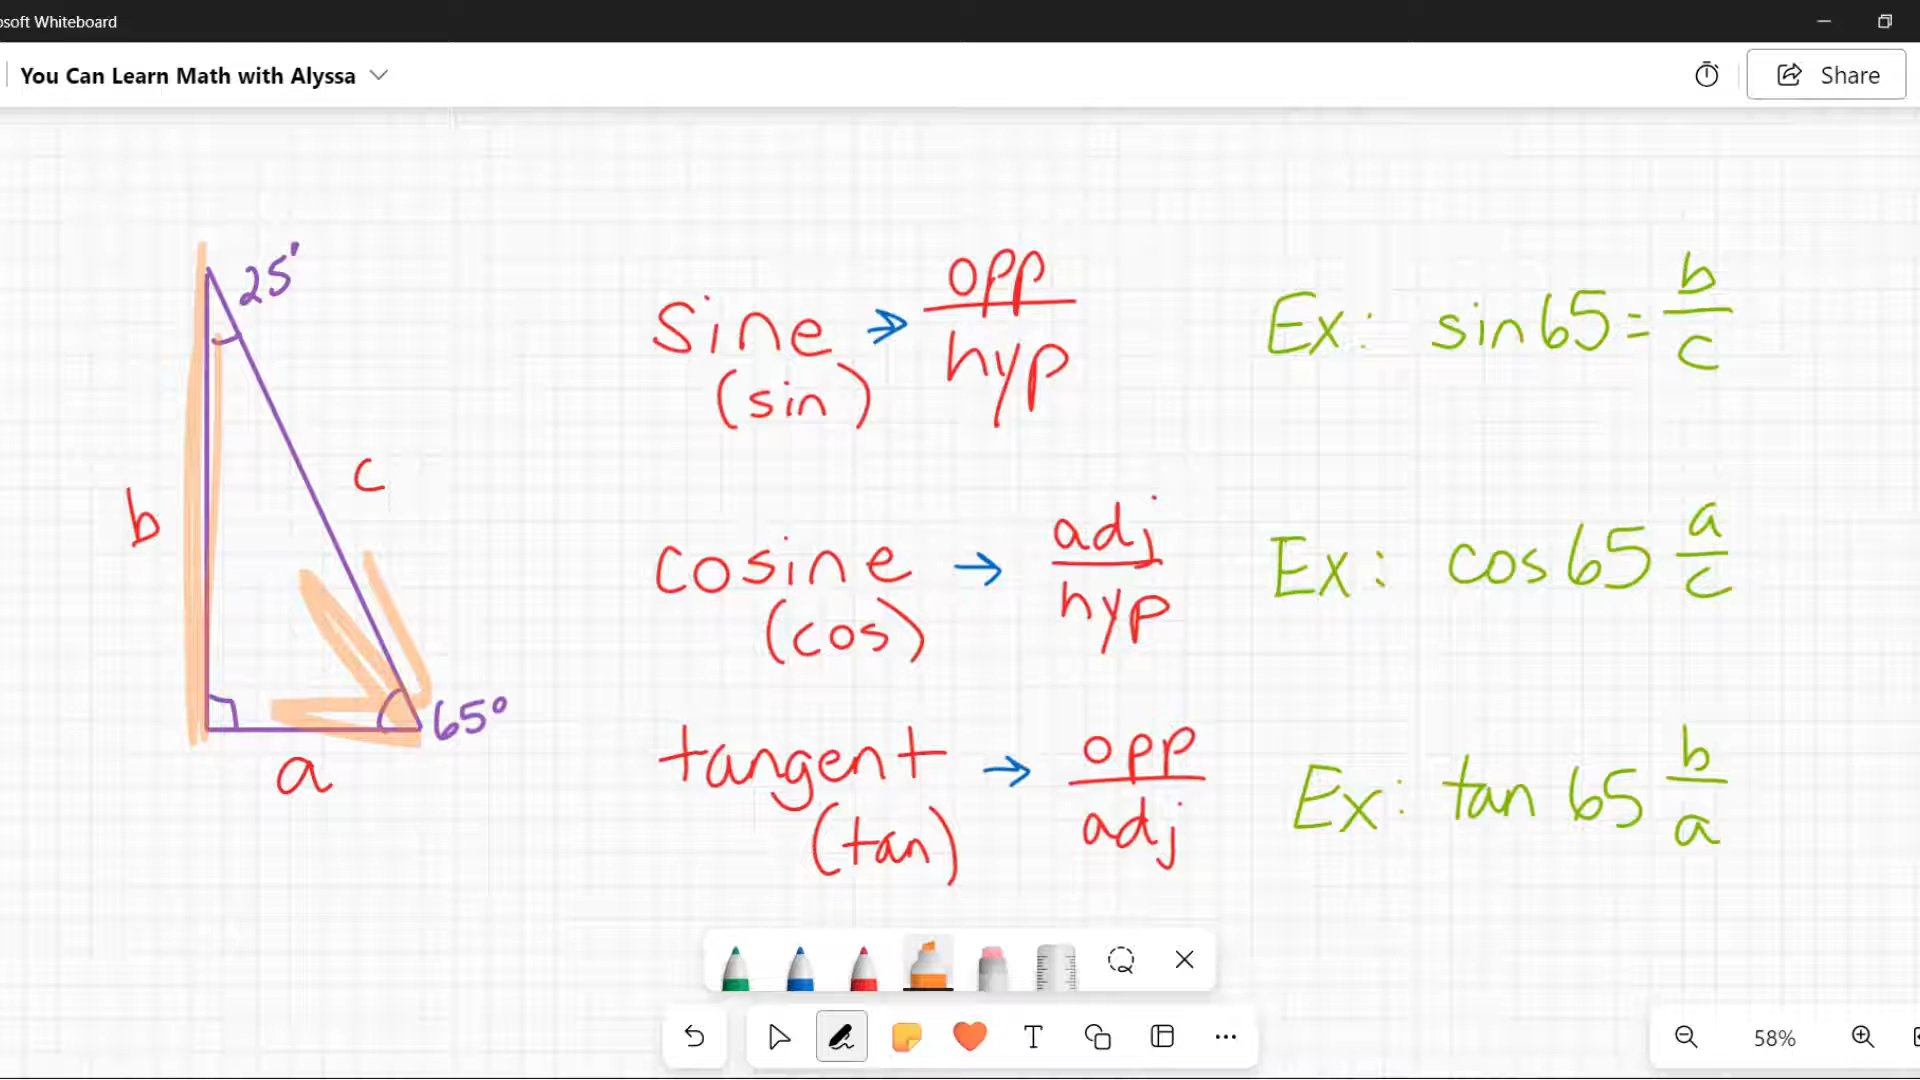 osoft Whiteboard
You Can Learn Math with Alyssa
Share
25°
b
c
a
65°
Sine → opp/hyp
(sin)
Ex: sin 65 = b/c
cosine → adj/hyp
(cos)
Ex: cos 65 a/c
tangent → opp/adj
(tan)
Ex: tan 65 b/a
58%